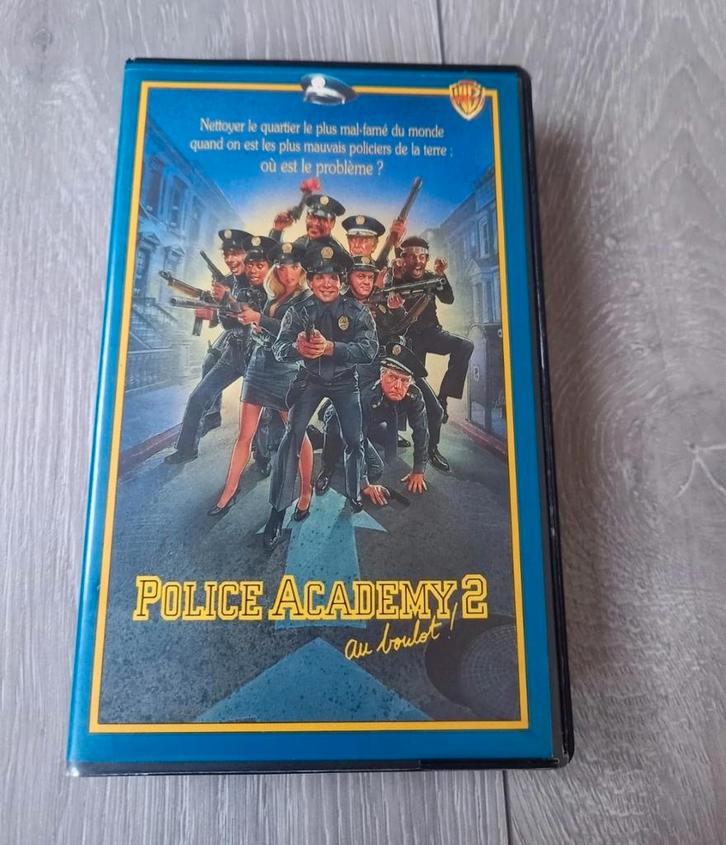 WB
Nettoyer le quartier le plus mal-famé du monde
quand on est les plus mauvais policiers de la terre :
où est le problème ?
POLICE ACADEMY 2
au boulot !